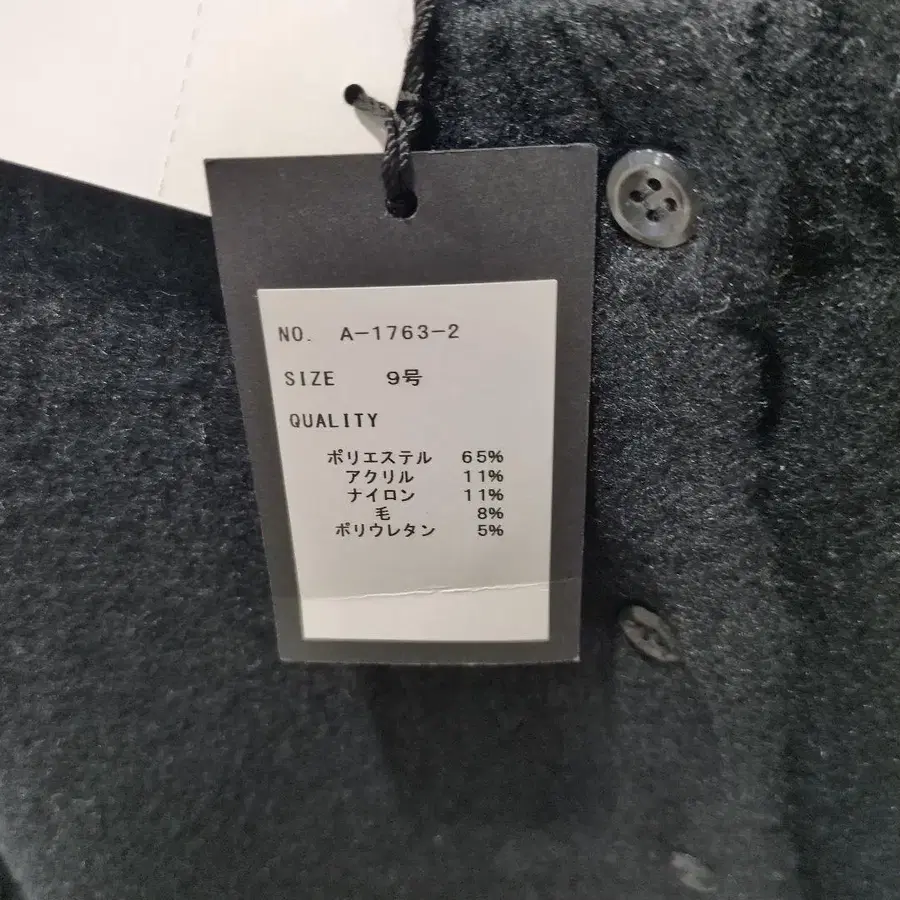 NO. A-1763-2
SIZE 9号
QUALITY
ポリエステル 65%
アクリル 11%
ナイロン 11%
毛 8%
ポリウレタン 5%